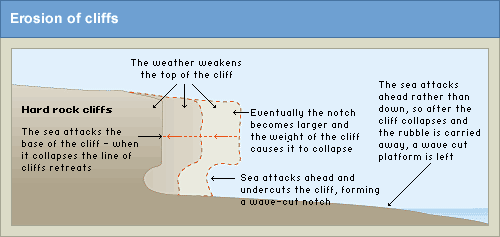 Erosion of cliffs
The weather weakens
the top of the cliff
Hard rock cliffs
The sea attacks the
base of the cliff - when
it collapses the line of
cliffs retreats
Eventually the notch
becomes larger and
the weight of the cliff
causes it to collapse
Sea attacks ahead and
undercuts the cliff, forming
a wave-cut notch
The sea attacks
ahead rather than
down, so after the
cliff collapses and
the rubble is carried
away, a wave cut
platform is left